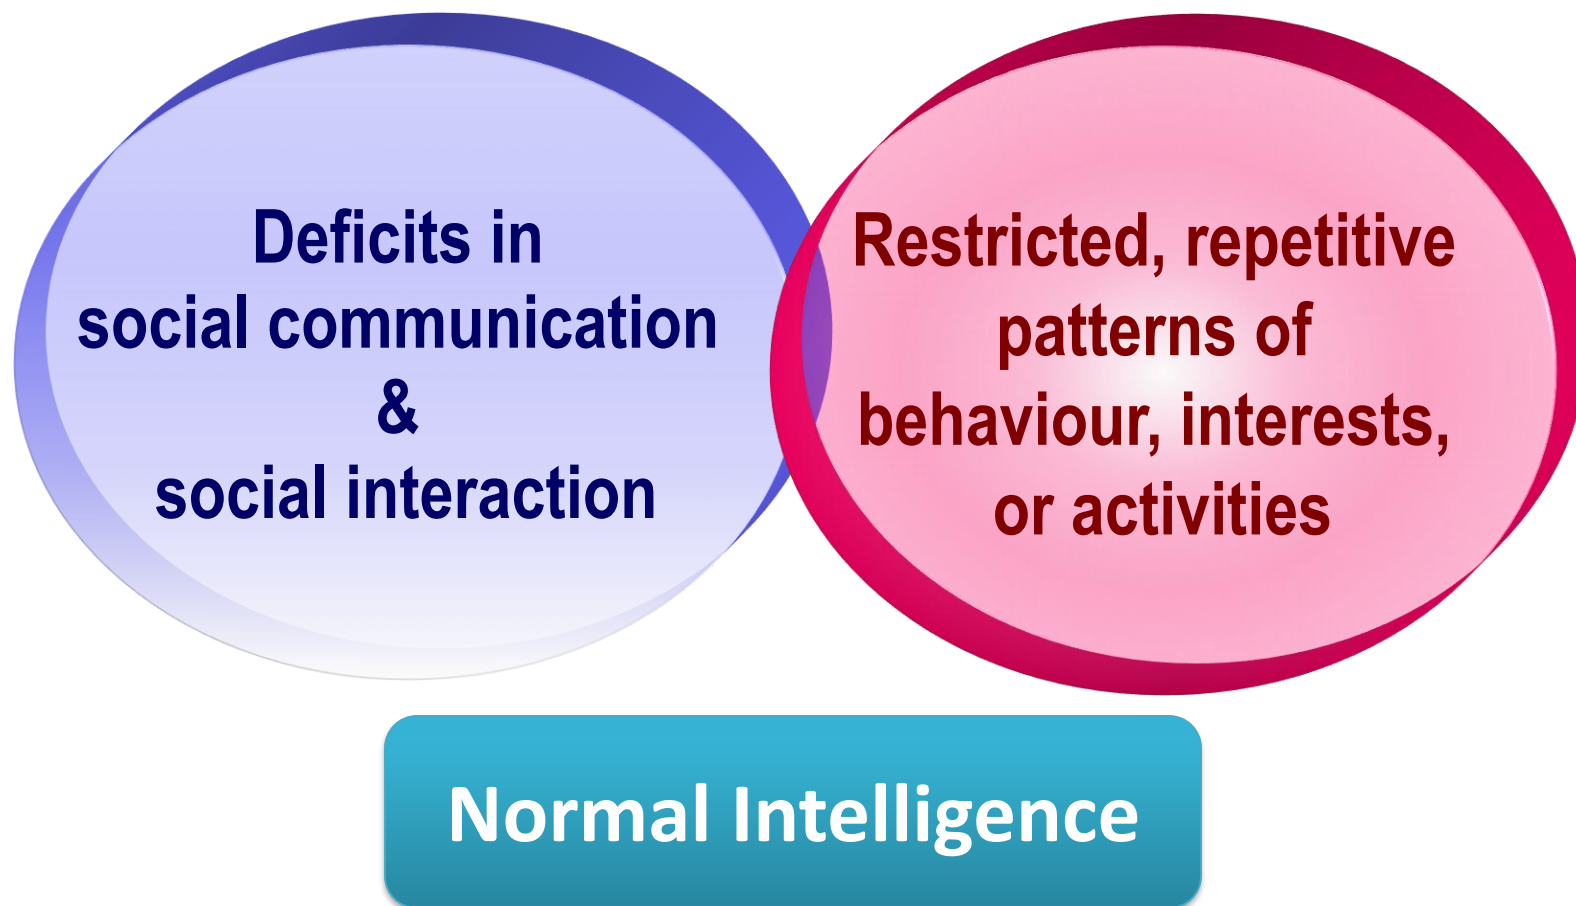 Deficits in
social communication
&
social interaction
Restricted, repetitive
patterns of
behaviour, interests,
or activities
Normal Intelligence